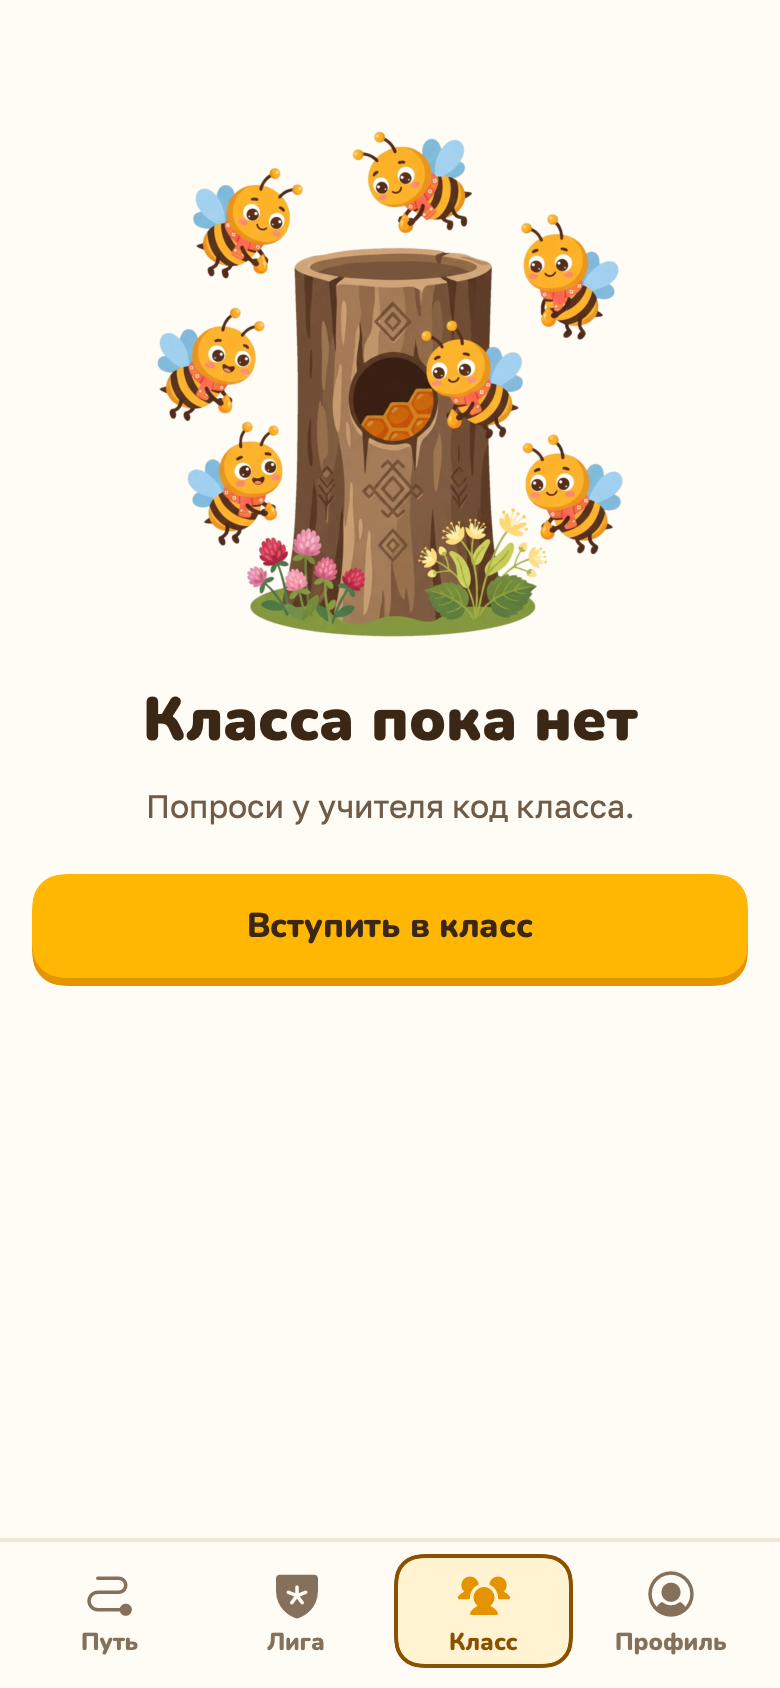 Класса пока нет
Попроси у учителя код класса.
Вступить в класс
Путь
Лига
Класс
Профиль